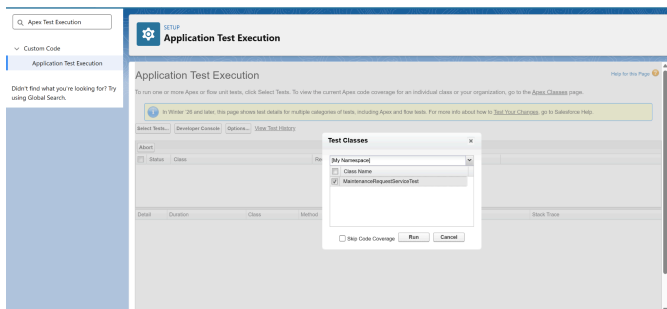 Apex Test Execution
Custom Code
Application Test Execution
Didn't find what you're looking for? Try
using Global Search.
SETUP
Application Test Execution
Application Test Execution
Help for this Page
To run one or more Apex or flow unit tests, click Select Tests. To view the current Apex code coverage for an individual class or your organization, go to the Apex Classes page.
In Winter '26 and later, this page shows test details for multiple categories of tests, including Apex and flow tests. For more info about how to Test Your Changes, go to Salesforce Help.
Select Tests... Developer Console Options... View Test History
Abort
Status Class Re
Detail Duration Class Method Stack Trace
Test Classes ×
[My Namespace]
Class Name
MaintenanceRequestServiceTest
Skip Code Coverage Run Cancel